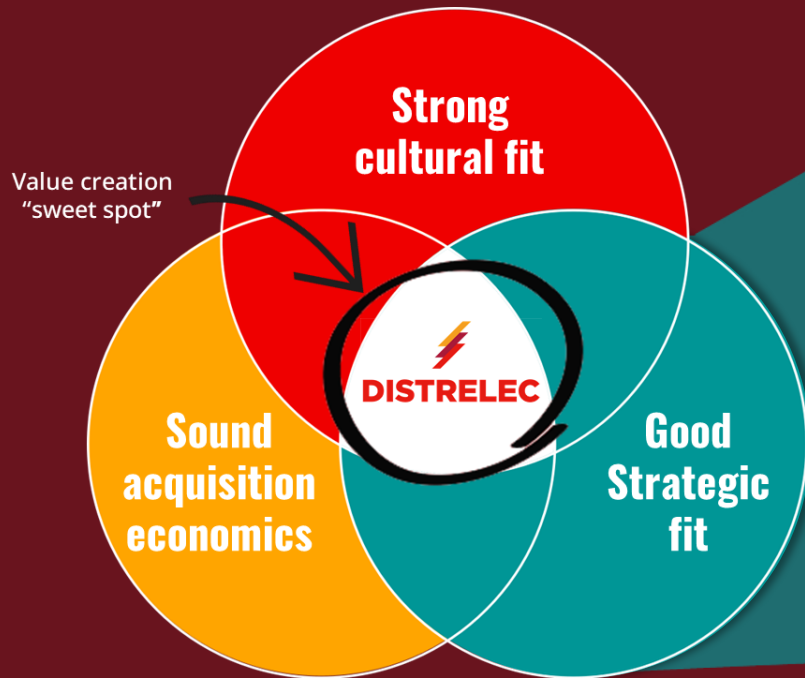 Strong
cultural fit
Value creation
“sweet spot”
DISTRELEC
Sound
acquisition
economics
Good
Strategic
fit